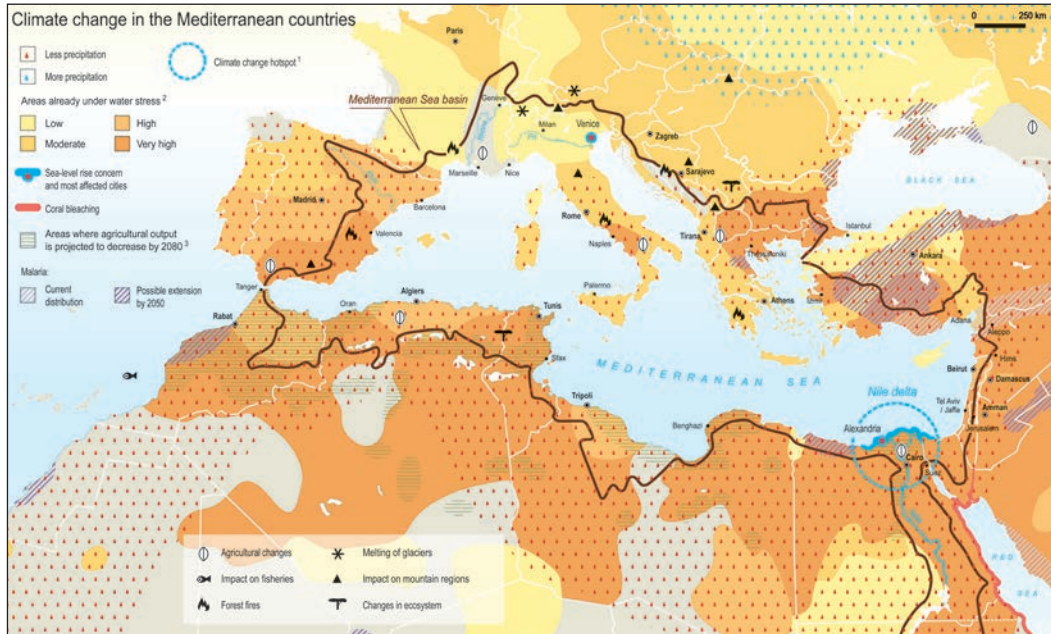 Climate change in the Mediterranean countries
Less precipitation
More precipitation
Climate change hotspot 1
Areas already under water stress 2
Low
High
Moderate
Very high
Sea-level rise concern
and most affected cities
Coral bleaching
Areas where agricultural output
is projected to decrease by 2080 3
Malaria:
Current
distribution
Possible extension
by 2050
0 250 km
Mediterranean Sea basin
Paris
Geneve
Milan
Venice
Zagreb
Sarajevo
Marseille
Nice
Madrid
Barcelona
Valencia
Rome
Naples
Tirana
Thessaloniki
Istanbul
BLACK SEA
Ankara
Palermo
Athens
Izmir
Adana
Aleppo
Tanger
Rabat
Oran
Algiers
Tunis
Sfax
MEDITERRANEAN SEA
Hims
Beirut
Damascus
Tripoli
Benghazi
Nile delta
Alexandria
Tel Aviv
/ Jaffa
Amman
Jerusalem
Cairo
Suez
RED
SEA
Agricultural changes
Melting of glaciers
Impact on fisheries
Impact on mountain regions
Forest fires
Changes in ecosystem